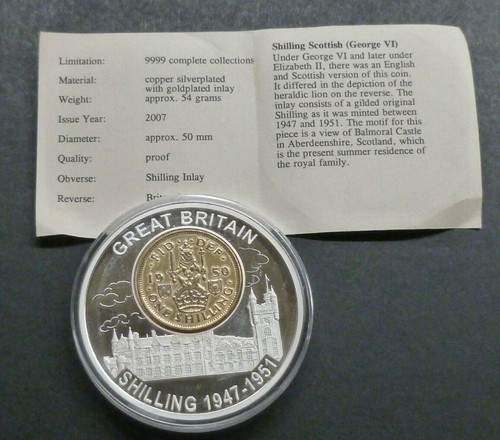 Limitation: 9999 complete collections
Material: copper silverplated
with goldplated inlay
Weight: approx. 54 grams
Issue Year: 2007
Diameter: approx. 50 mm
Quality: proof
Obverse: Shilling Inlay
Reverse:
Shilling Scottish (George VI)
Under George VI and later under
Elizabeth II, there was an English
and Scottish version of this coin.
It differed in the depiction of the
heraldic lion on the reverse. The
inlay consists of a gilded original
Shilling as it was minted between
1947 and 1951. The motif for this
piece is a view of Balmoral Castle
in Aberdeenshire, Scotland, which
is the present summer residence of
the royal family.
GREAT BRITAIN
FID DEF
1950
ONE SHILLING
SHILLING 1947-1951